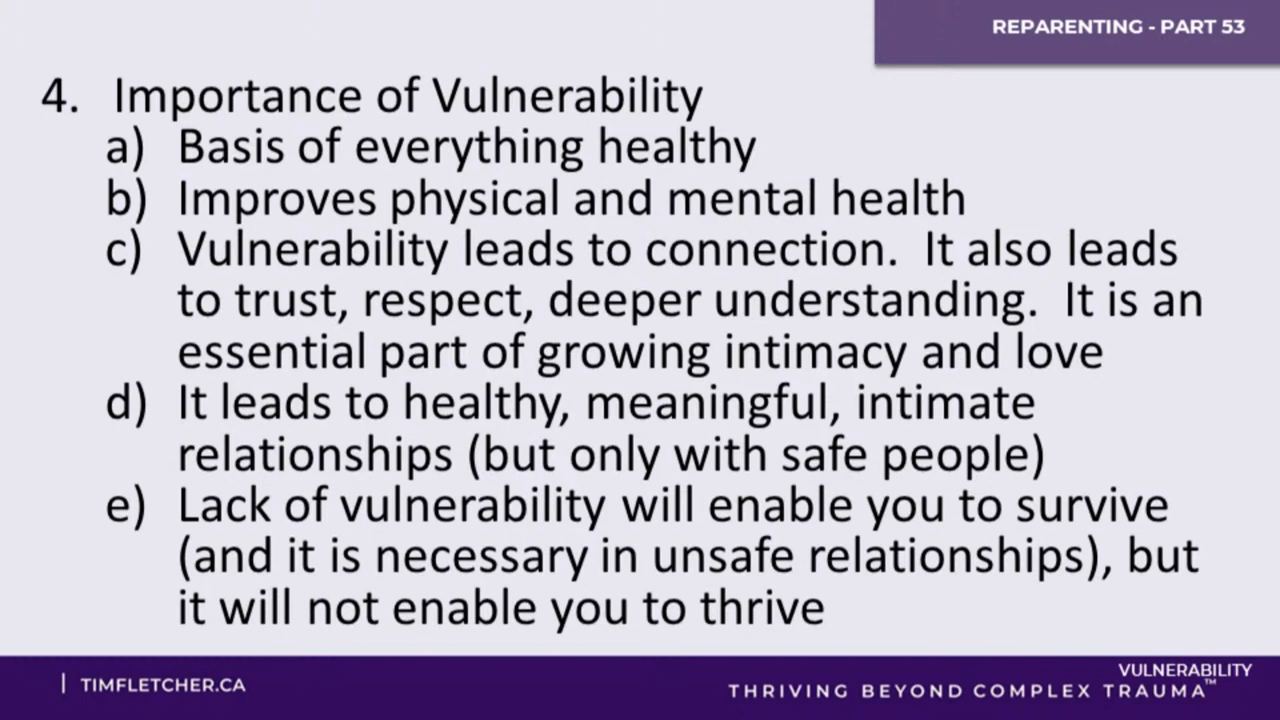 REPARENTING - PART 53
4. Importance of Vulnerability
a) Basis of everything healthy
b) Improves physical and mental health
c) Vulnerability leads to connection.  It also leads
to trust, respect, deeper understanding.  It is an
essential part of growing intimacy and love
d) It leads to healthy, meaningful, intimate
relationships (but only with safe people)
e) Lack of vulnerability will enable you to survive
(and it is necessary in unsafe relationships), but
it will not enable you to thrive
| TIMFLETCHER.CA
VULNERABILITY
THRIVING BEYOND COMPLEX TRAUMA™